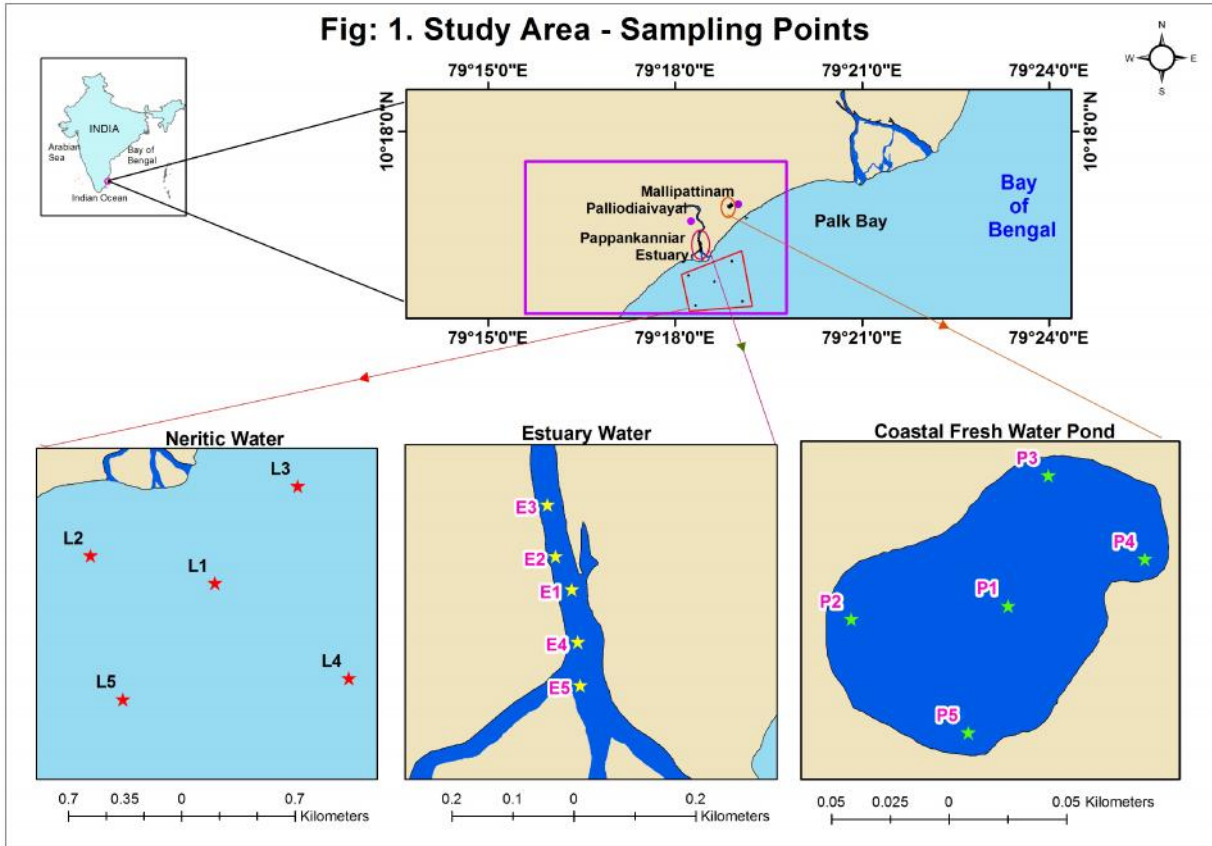 Fig: 1. Study Area - Sampling Points
N
W
E
S
INDIA
Arabian
Sea
Bay of
Bengal
Indian Ocean
79°15'0"E
79°18'0"E
79°21'0"E
79°24'0"E
10°18'0"N
10°18'0"N
Mallipattinam
Palliodiaivayal
Pappankanniar
Estuary
Palk Bay
Bay
of
Bengal
79°15'0"E
79°18'0"E
79°21'0"E
79°24'0"E
Neritic Water
L3
L2
L1
L4
L5
0.7
0.35
0
0.7
Kilometers
Estuary Water
E3
E2
E1
E4
E5
0.2
0.1
0
0.2
Kilometers
Coastal Fresh Water Pond
P3
P4
P1
P2
P5
0.05
0.025
0
0.05 Kilometers